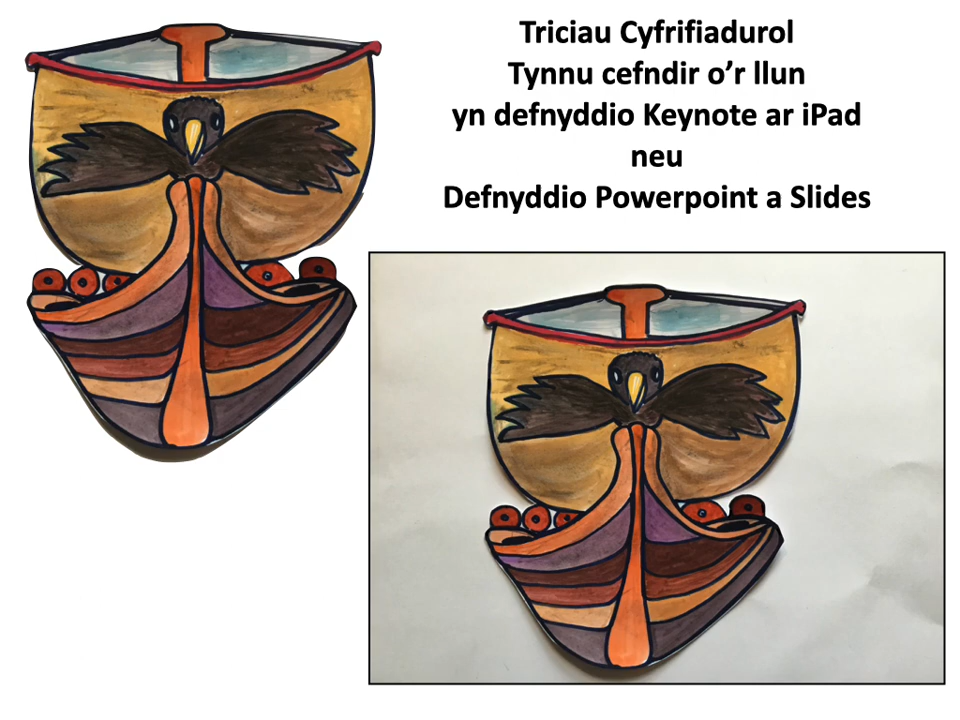 Triciau Cyfrifiadurol
Tynnu cefndir o’r llun
yn defnyddio Keynote ar iPad
neu
Defnyddio Powerpoint a Slides